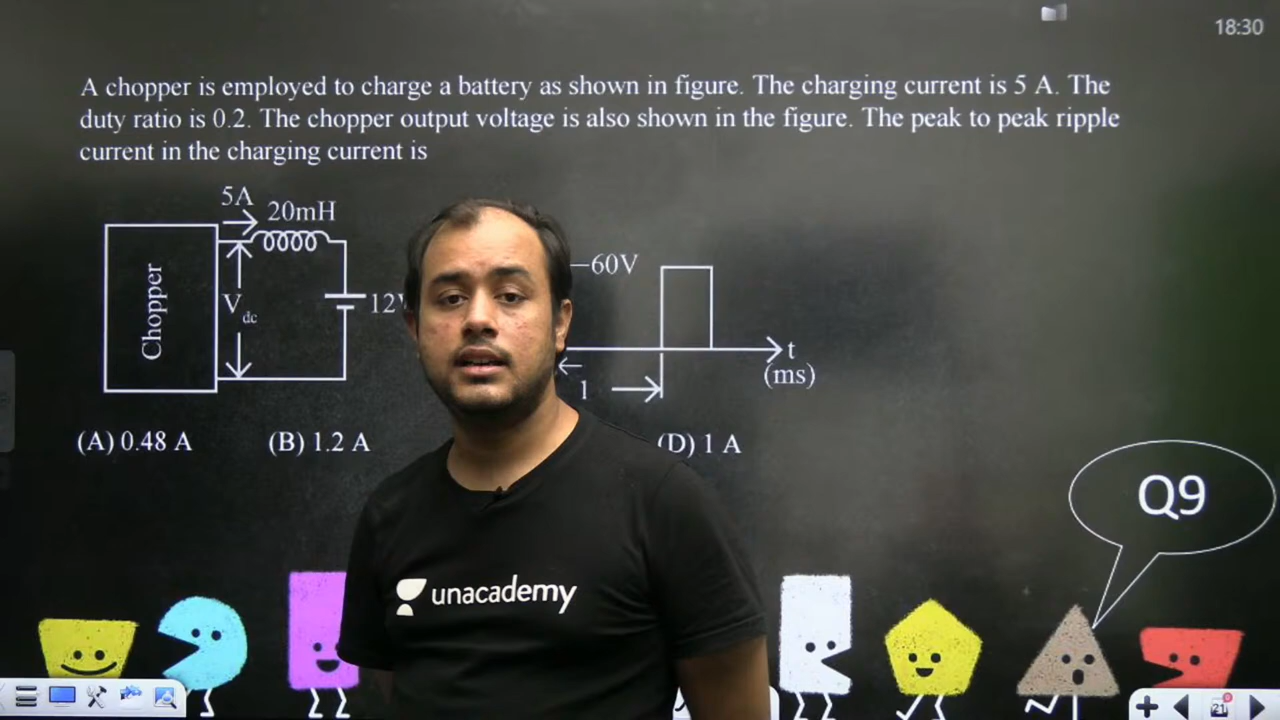 18:30
A chopper is employed to charge a battery as shown in figure. The charging current is 5 A. The
duty ratio is 0.2. The chopper output voltage is also shown in the figure. The peak to peak ripple
current in the charging current is
5A
20mH
Chopper
V dc
12V
60V
t
(ms)
1
(A) 0.48 A
(B) 1.2 A
(D) 1 A
Q9
unacademy
21